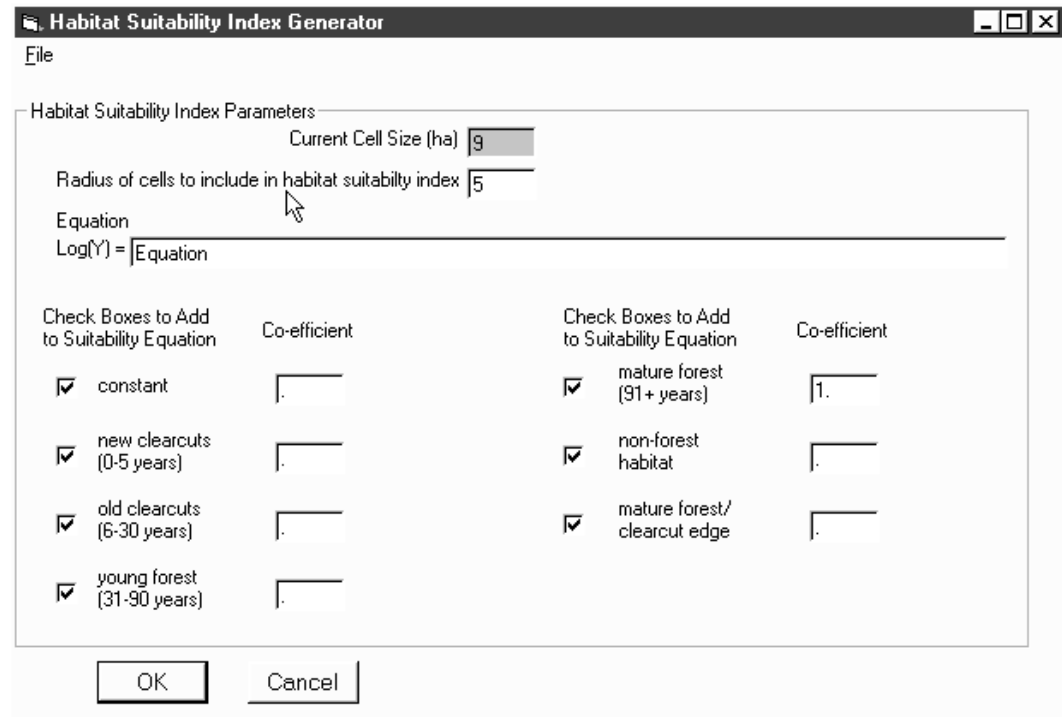 Habitat Suitability Index Generator
File
Habitat Suitability Index Parameters
Current Cell Size (ha) 9
Radius of cells to include in habitat suitabilty index 5
Equation
Log(Y) = Equation
Check Boxes to Add
to Suitability Equation
Co-efficient
constant .
new clearcuts
(0-5 years) .
old clearcuts
(6-30 years) .
young forest
(31-90 years) .
Check Boxes to Add
to Suitability Equation
Co-efficient
mature forest
(91+ years) 1.
non-forest
habitat .
mature forest/
clearcut edge .
OK Cancel